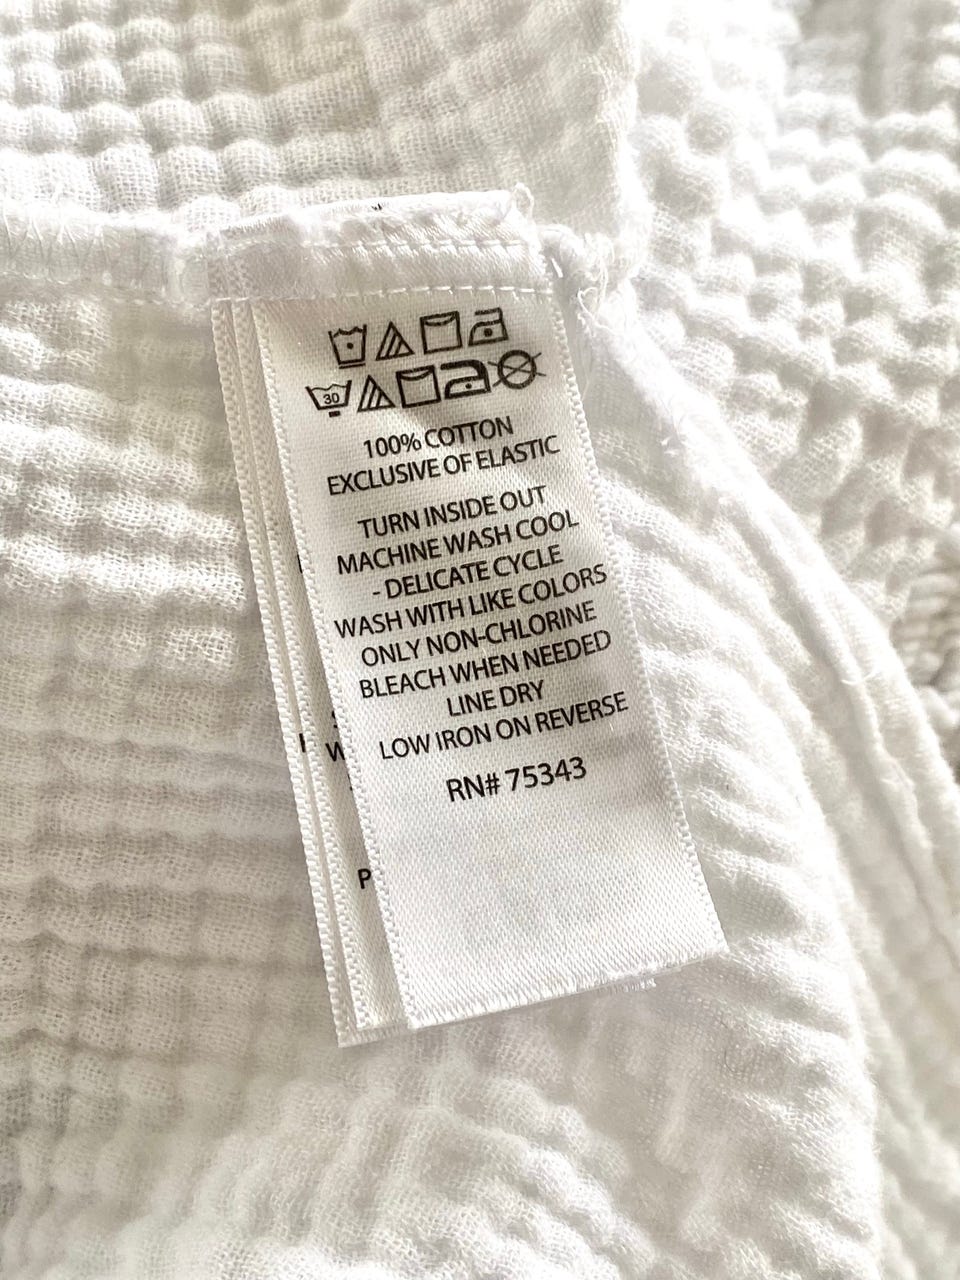 30
100% COTTON
EXCLUSIVE OF ELASTIC
TURN INSIDE OUT
MACHINE WASH COOL
- DELICATE CYCLE
WASH WITH LIKE COLORS
ONLY NON-CHLORINE
BLEACH WHEN NEEDED
LINE DRY
LOW IRON ON REVERSE
RN# 75343